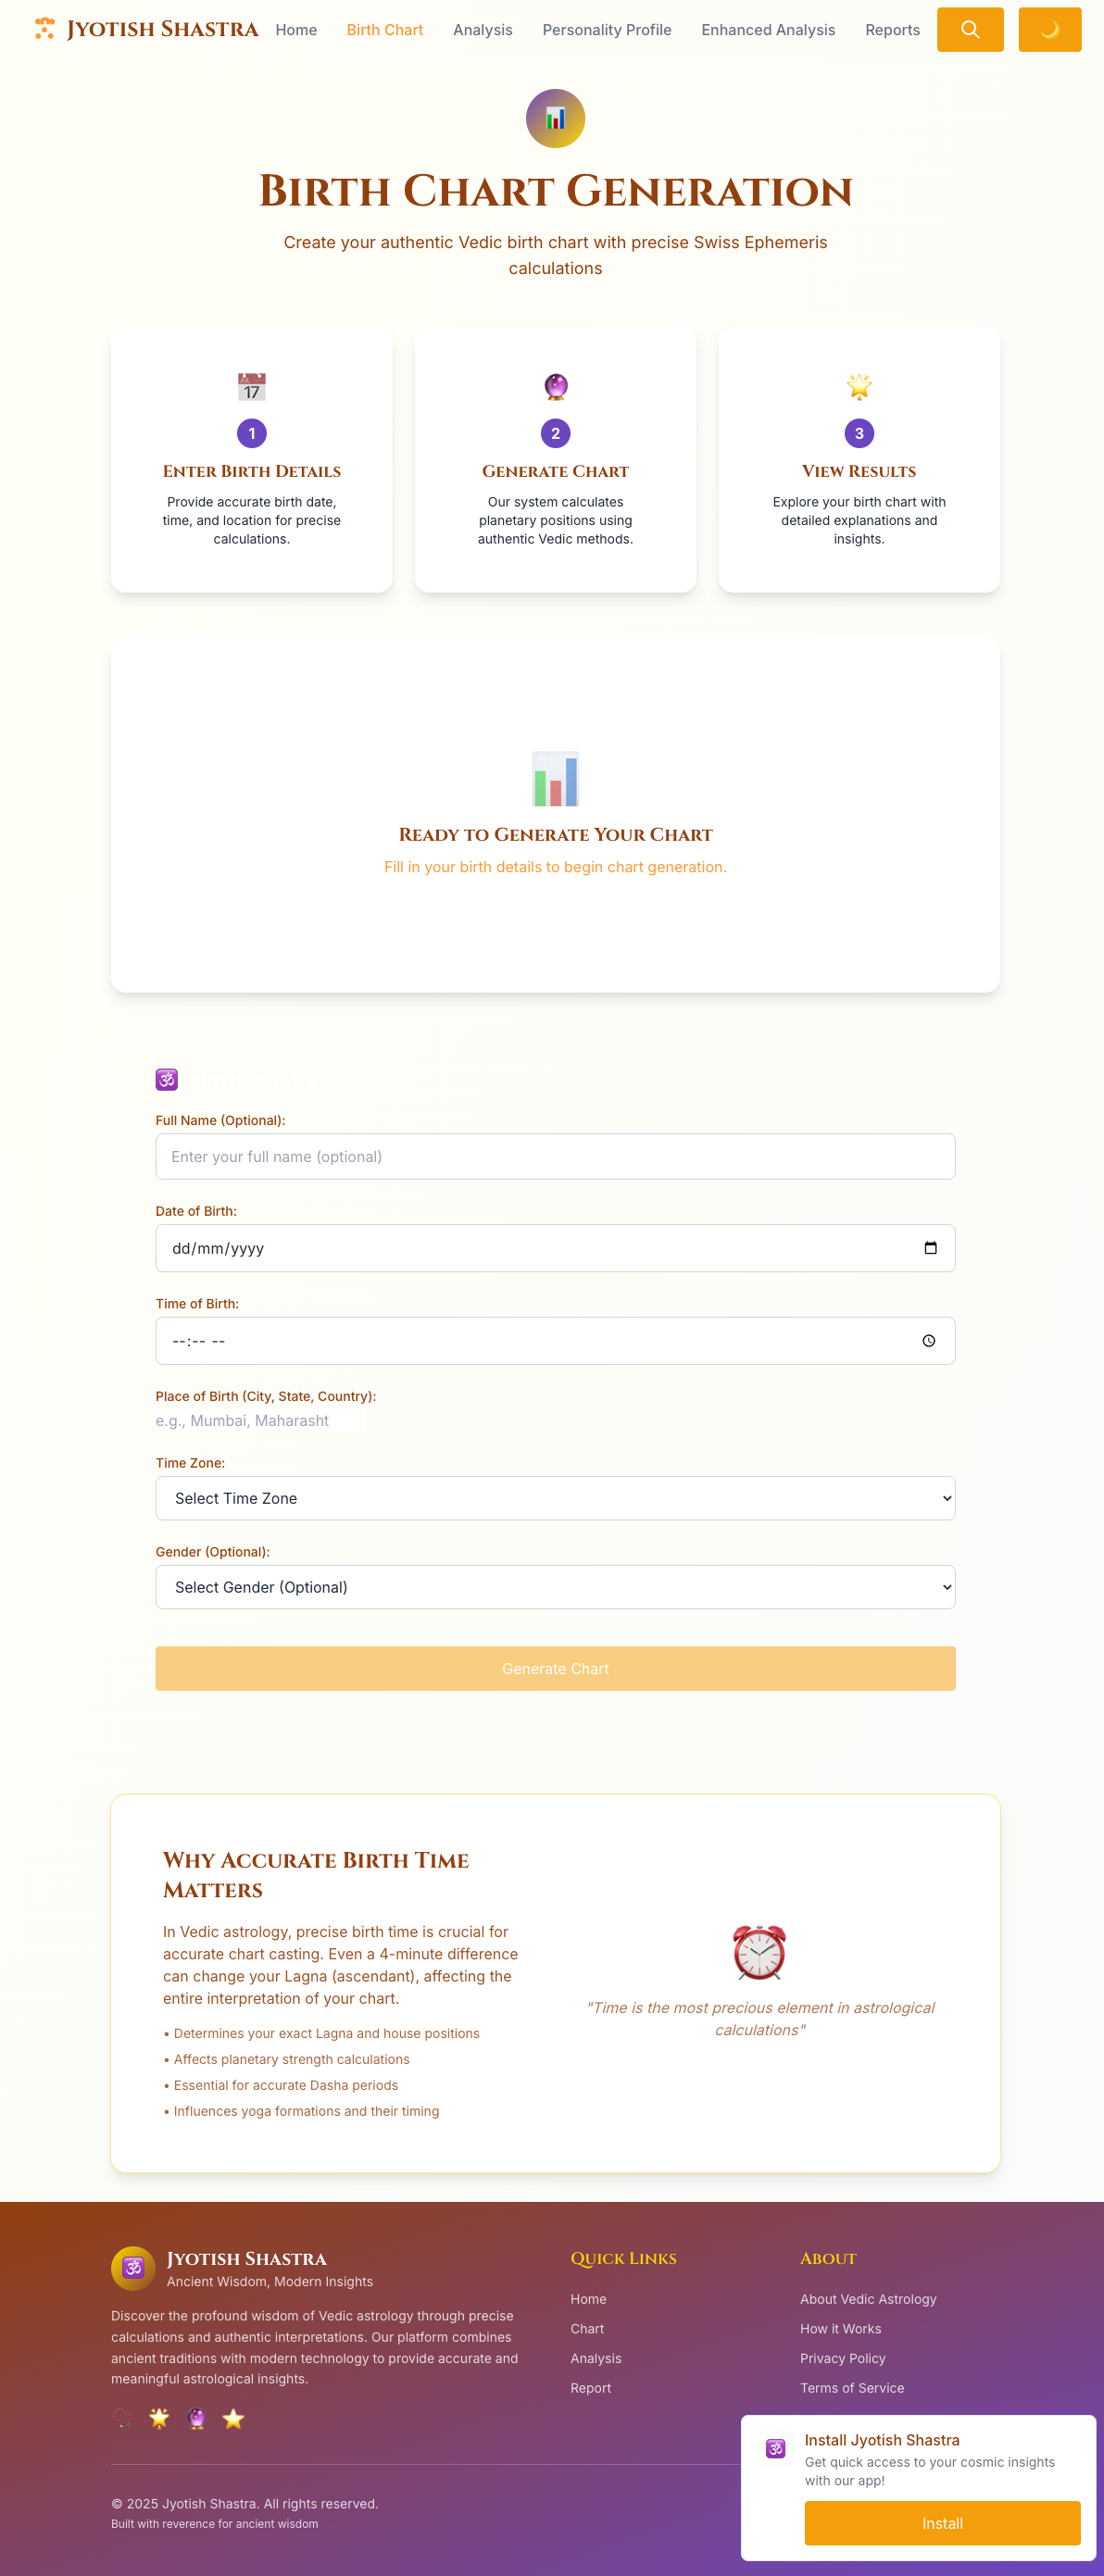 Jyotish Shastra
Home
Birth Chart
Analysis
Personality Profile
Enhanced Analysis
Reports
Birth Chart Generation
Create your authentic Vedic birth chart with precise Swiss Ephemeris
calculations
17
1
Enter Birth Details
Provide accurate birth date,
time, and location for precise
calculations.
2
Generate Chart
Our system calculates
planetary positions using
authentic Vedic methods.
3
View Results
Explore your birth chart with
detailed explanations and
insights.
Ready to Generate Your Chart
Fill in your birth details to begin chart generation.
🕉
Full Name (Optional):
Enter your full name (optional)
Date of Birth:
dd/mm/yyyy
Time of Birth:
--:-- --
Place of Birth (City, State, Country):
e.g., Mumbai, Maharasht
Time Zone:
Select Time Zone
Gender (Optional):
Select Gender (Optional)
Generate Chart
Why Accurate Birth Time
Matters
In Vedic astrology, precise birth time is crucial for
accurate chart casting. Even a 4-minute difference
can change your Lagna (ascendant), affecting the
entire interpretation of your chart.
• Determines your exact Lagna and house positions
• Affects planetary strength calculations
• Essential for accurate Dasha periods
• Influences yoga formations and their timing
"Time is the most precious element in astrological
calculations"
🕉
Jyotish Shastra
Ancient Wisdom, Modern Insights
Discover the profound wisdom of Vedic astrology through precise
calculations and authentic interpretations. Our platform combines
ancient traditions with modern technology to provide accurate and
meaningful astrological insights.
Quick Links
Home
Chart
Analysis
Report
About
About Vedic Astrology
How it Works
Privacy Policy
Terms of Service
© 2025 Jyotish Shastra. All rights reserved.
Built with reverence for ancient wisdom
🕉
Install Jyotish Shastra
Get quick access to your cosmic insights
with our app!
Install